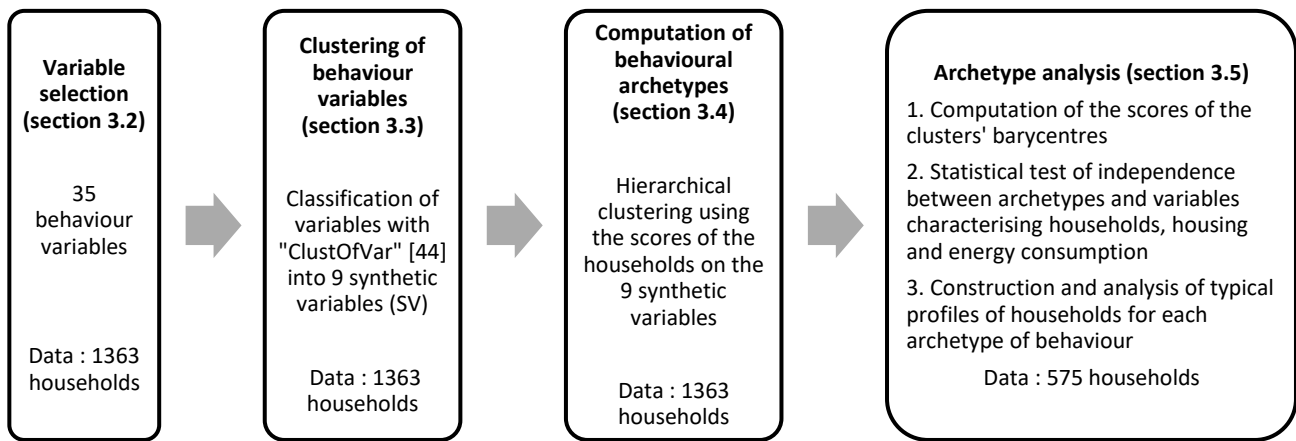 Variable
selection
(section 3.2)
35
behaviour
variables
Data : 1363
households
Clustering of
behaviour
variables
(section 3.3)
Classification of
variables with
"ClustOfVar" [44]
into 9 synthetic
variables (SV)
Data : 1363
households
Computation of
behavioural
archetypes
(section 3.4)
Hierarchical
clustering using
the scores of the
households on the
9 synthetic
variables
Data : 1363
households
Archetype analysis (section 3.5)
1. Computation of the scores of the
clusters' barycentres
2. Statistical test of independence
between archetypes and variables
characterising households, housing
and energy consumption
3. Construction and analysis of typical
profiles of households for each
archetype of behaviour
Data : 575 households